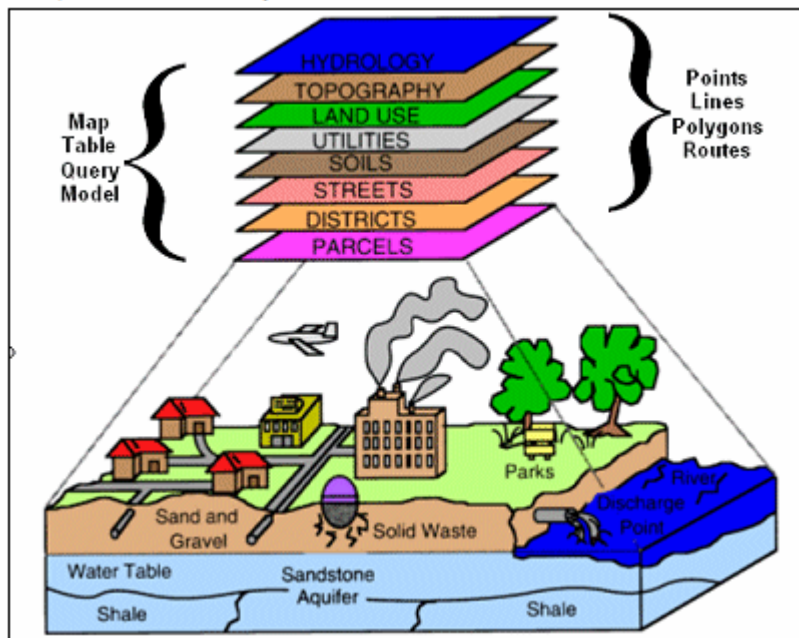 HYDROLOGY
TOPOGRAPHY
LAND USE
UTILITIES
SOILS
STREETS
DISTRICTS
PARCELS
Map
Table
Query
Model
Points
Lines
Polygons
Routes
Parks
River
Discharge
Point
Sand and
Gravel
Solid Waste
Water Table
Sandstone
Aquifer
Shale
Shale